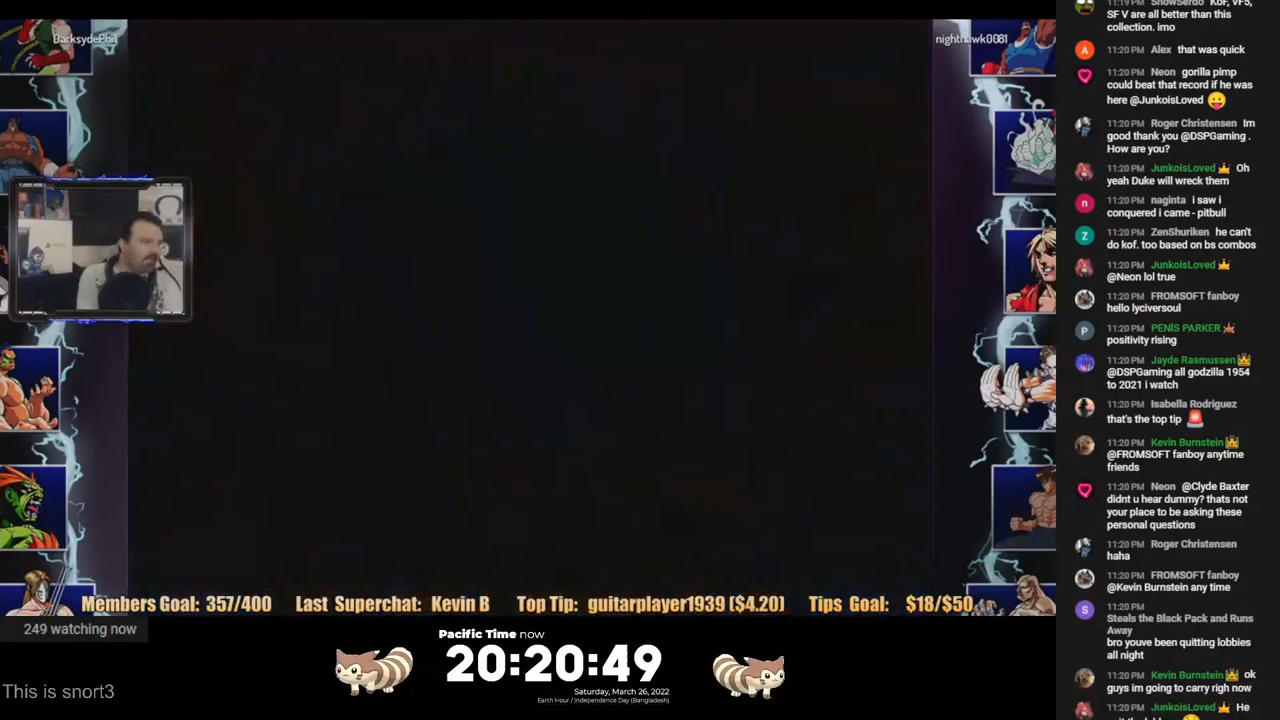 DarksydePhil
nighthawk0081
Members Goal: 357/400
Last Superchat: Kevin B
Top Tip: guitarplayer1939 ($4.20)
Tips Goal: $18/$50
249 watching now
This is snort3
Pacific Time now
20:20:49
Saturday, March 26, 2022
Earth Hour / Independence Day (Bangladesh)
11:19 PM SnowSerdo KoF, VF5,
SF V are all better than this
collection. imo
11:20 PM Alex that was quick
11:20 PM Neon gorilla pimp
could beat that record if he was
here @JunkoisLoved
11:20 PM Roger Christensen Im
good thank you @DSPGaming .
How are you?
11:20 PM JunkoisLoved Oh
yeah Duke will wreck them
11:20 PM naginta i saw i
conquered i came - pitbull
11:20 PM ZenShuriken he can't
do kof. too based on bs combos
11:20 PM JunkoisLoved
@Neon lol true
11:20 PM FROMSOFT fanboy
hello lyciversoul
11:20 PM PENlS PARKER
positivity rising
11:20 PM Jayde Rasmussen
@DSPGaming all godzilla 1954
to 2021 i watch
11:20 PM Isabella Rodriguez
that's the top tip
11:20 PM Kevin Burnstein
@FROMSOFT fanboy anytime
friends
11:20 PM Neon @Clyde Baxter
didnt u hear dummy? thats not
your place to be asking these
personal questions
11:20 PM Roger Christensen
haha
11:20 PM FROMSOFT fanboy
@Kevin Burnstein any time
11:20 PM
Steals the Black Pack and Runs
Away
bro youve been quitting lobbies
all night
11:20 PM Kevin Burnstein ok
guys im going to carry righ now
11:20 PM JunkoisLoved He